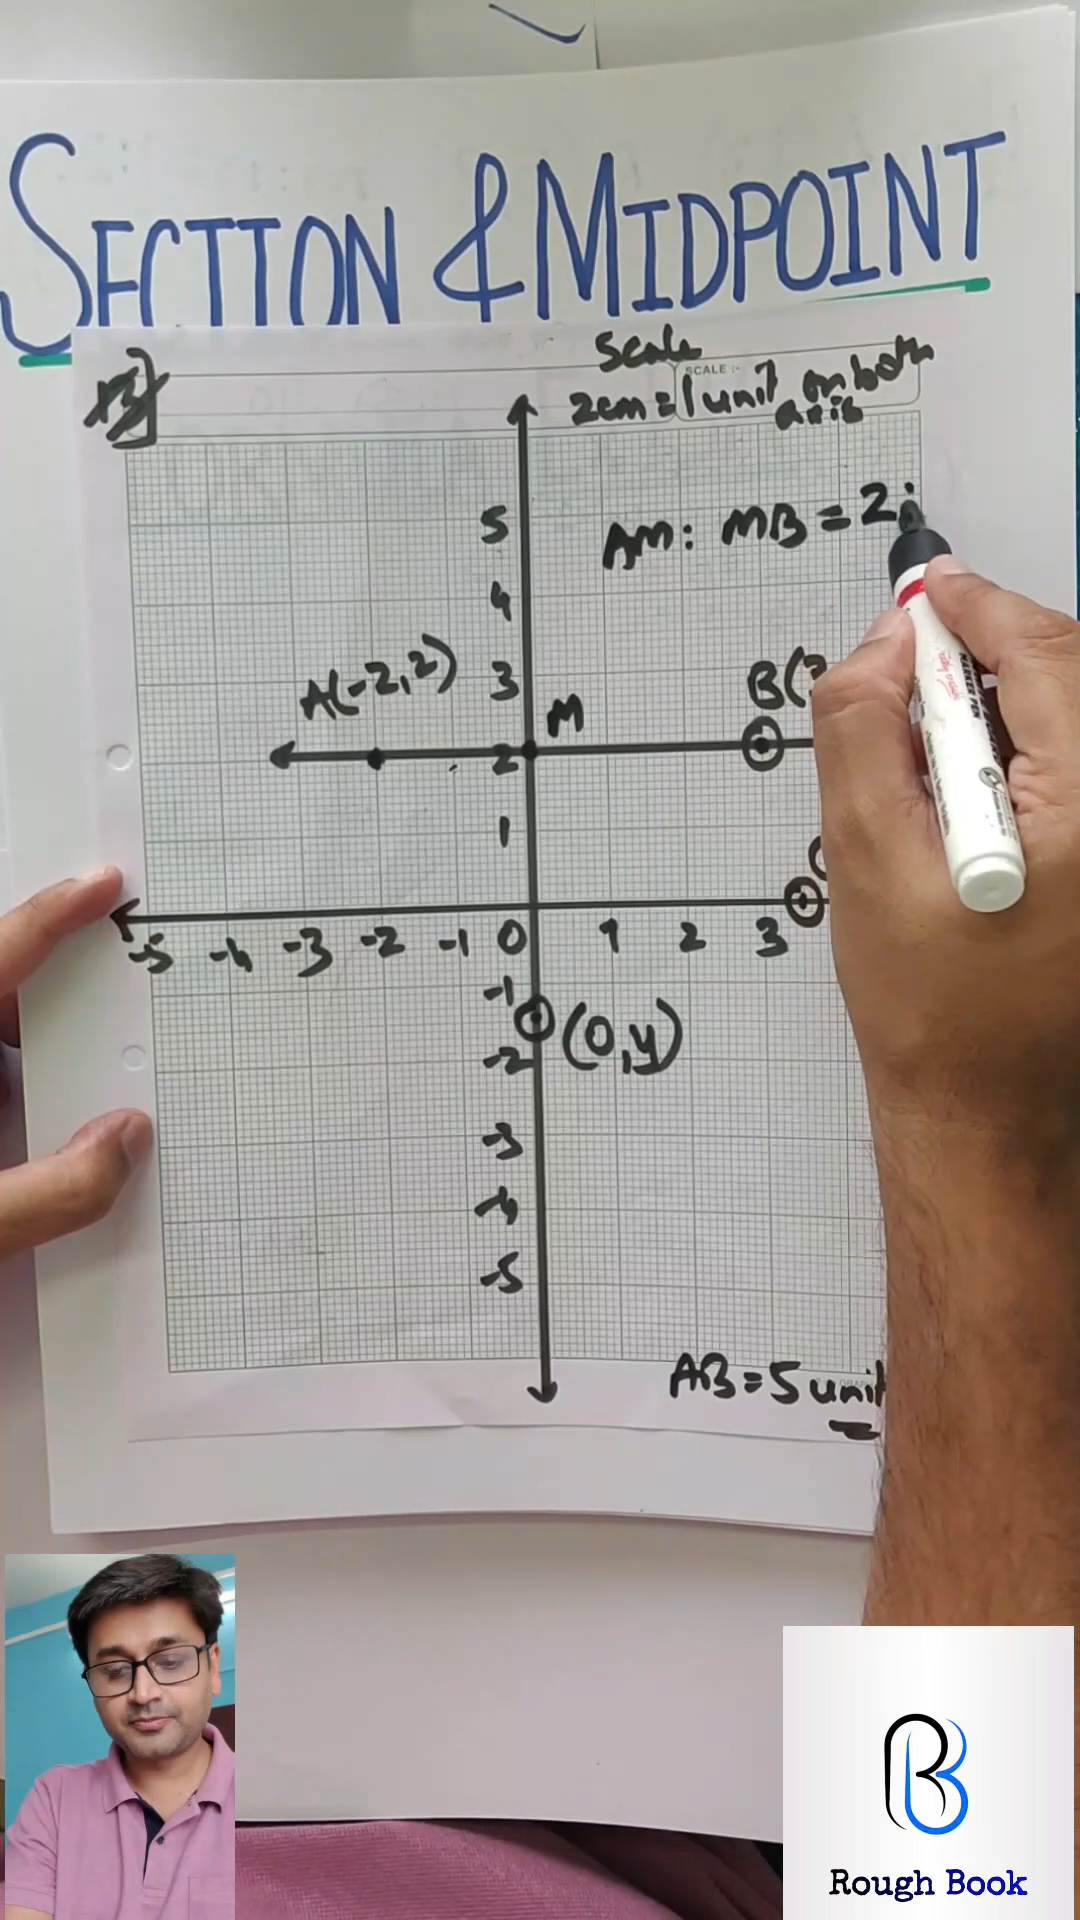 SECTION & MIDPOINT
Scale
SCALE :-
2cm = 1 unit on both
axis
AM : MB = 2 :
5
4
A(-2,2)
3
B(3
M
2
1
-5 -4 -3 -2 -1 0 1 2 3
-1
(0,y)
-2
-3
-4
-5
AB = 5 unit
B
Rough Book